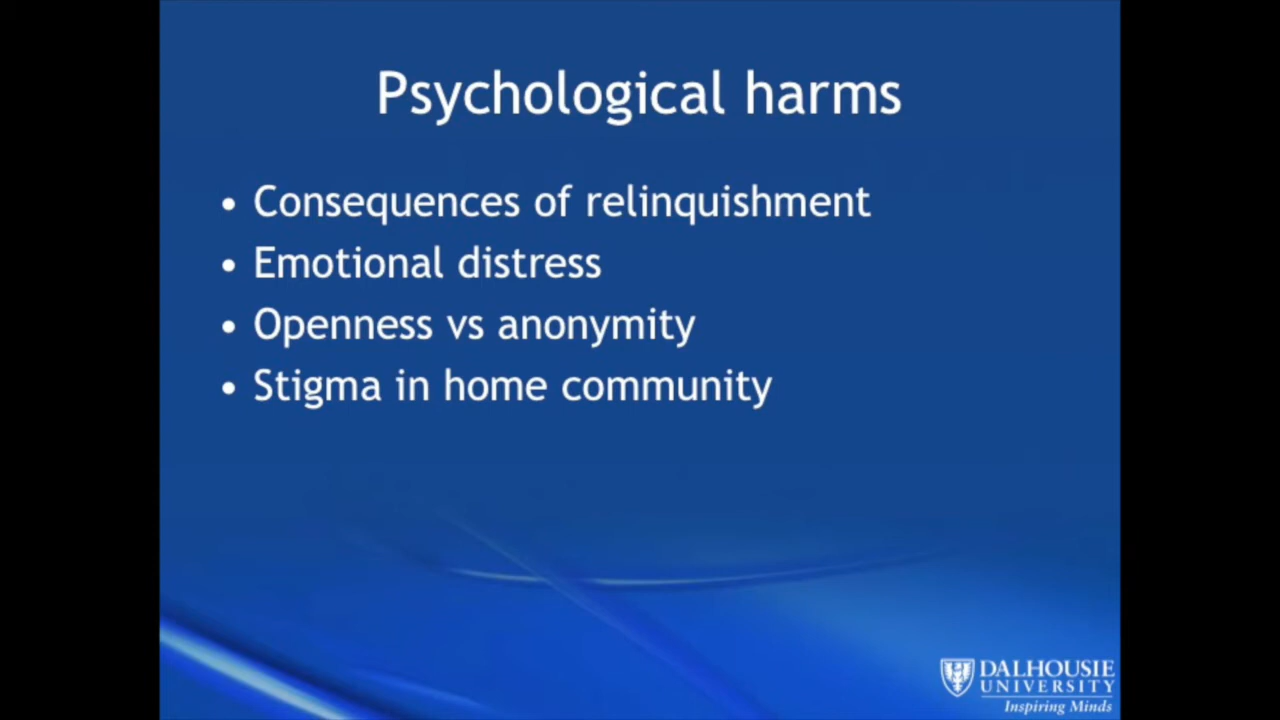 Psychological harms
• Consequences of relinquishment
• Emotional distress
• Openness vs anonymity
• Stigma in home community
DALHOUSIE
UNIVERSITY
Inspiring Minds